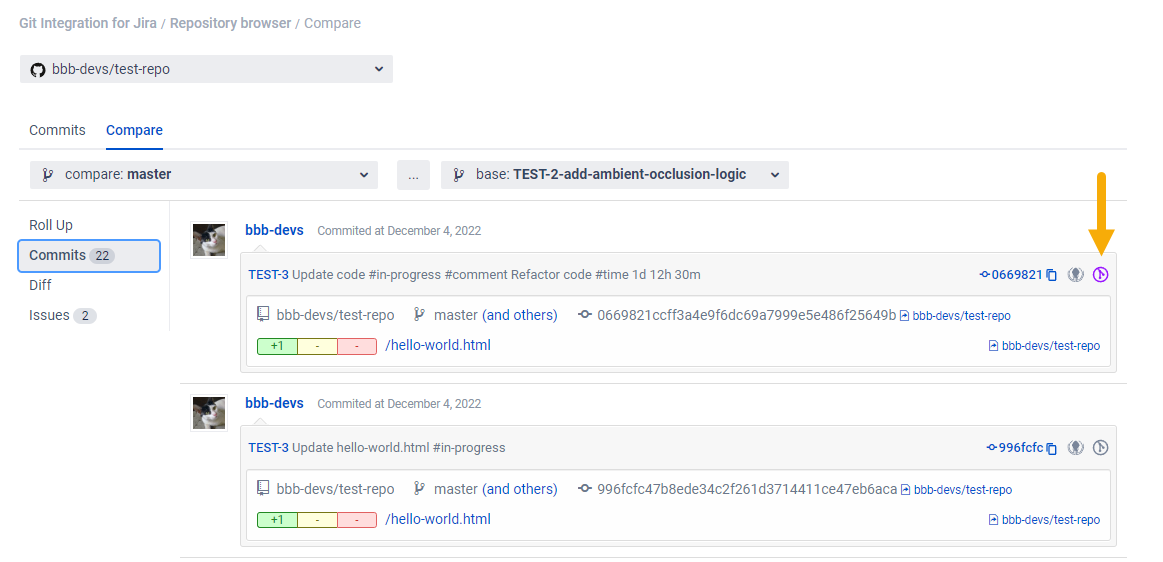 Git Integration for Jira / Repository browser / Compare
bbb-devs/test-repo
Commits Compare
compare: master ... base: TEST-2-add-ambient-occlusion-logic
Roll Up
Commits 22
Diff
Issues 2
bbb-devs Commited at December 4, 2022
TEST-3 Update code #in-progress #comment Refactor code #time 1d 12h 30m 0669821
bbb-devs/test-repo master (and others) 0669821ccff3a4e9f6dc69a7999e5e486f25649b bbb-devs/test-repo
+1 - - /hello-world.html bbb-devs/test-repo
bbb-devs Commited at December 4, 2022
TEST-3 Update hello-world.html #in-progress 996fcfc
bbb-devs/test-repo master (and others) 996fcfc47b8ede34c2f261d3714411ce47eb6aca bbb-devs/test-repo
+1 - - /hello-world.html bbb-devs/test-repo